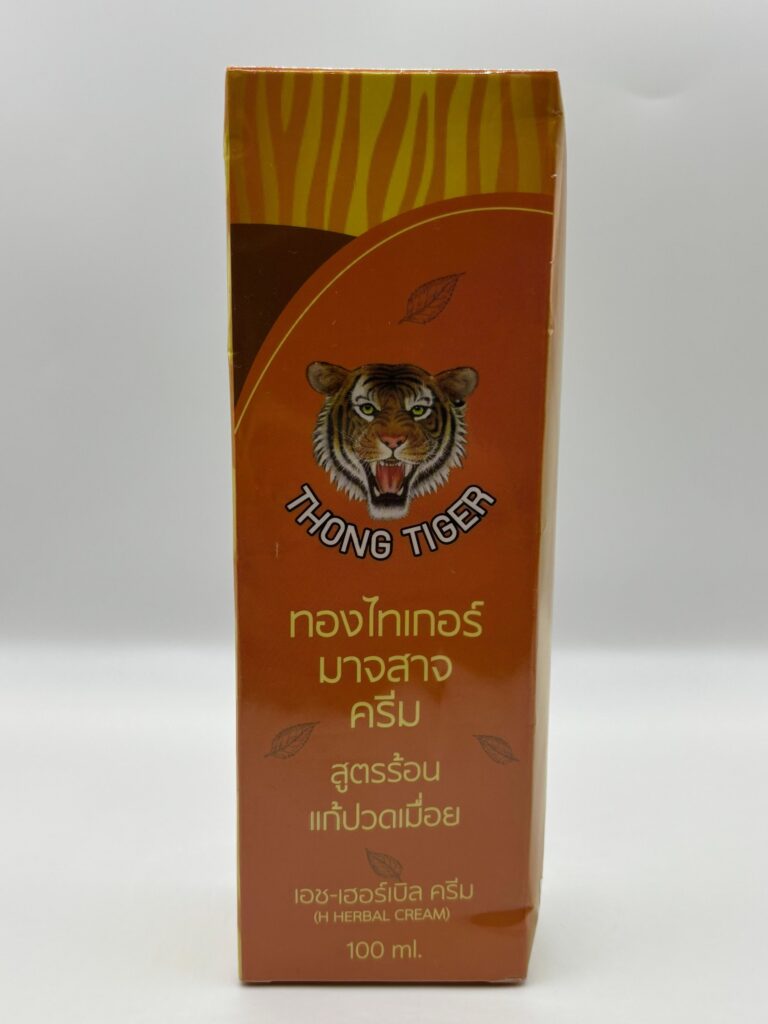 THONG TIGER
ทองไทเกอร์
มาจสาจ
ครีม
สูตรร้อน
แก้ปวดเมื่อย
เอช-เฮอร์เบิล ครีม
(H HERBAL CREAM)
100 ml.